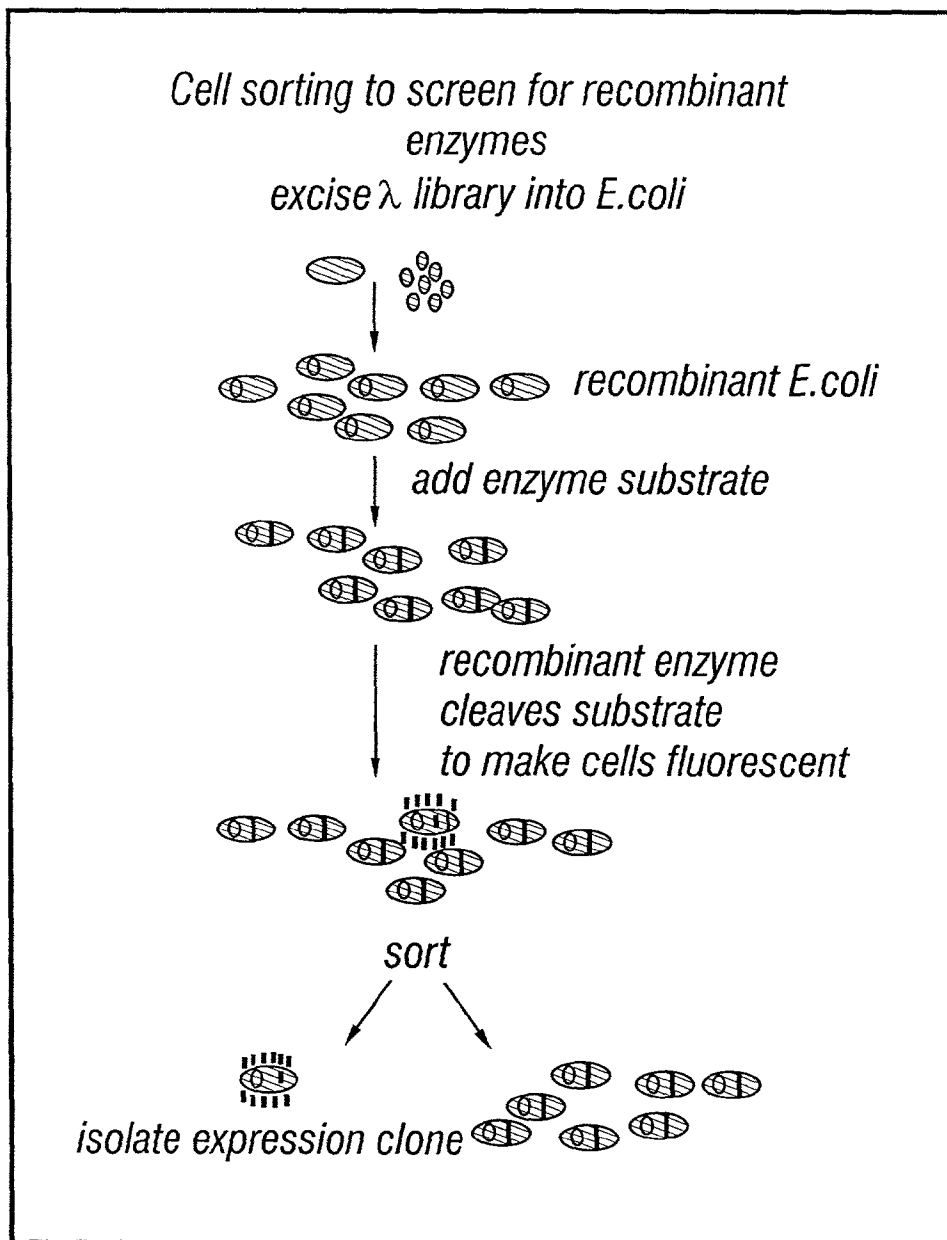 Cell sorting to screen for recombinant
enzymes
excise λ library into E.coli
recombinant E.coli
add enzyme substrate
recombinant enzyme
cleaves substrate
to make cells fluorescent
sort
isolate expression clone